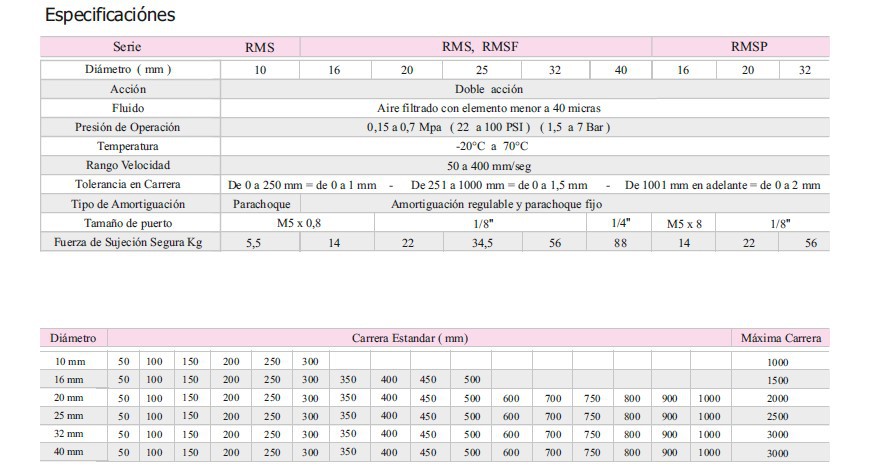 Especificaciónes
Serie RMS RMS, RMSF RMSP
Diámetro ( mm ) 10 16 20 25 32 40 16 20 32
Acción Doble acción
Fluido Aire filtrado con elemento menor a 40 micras
Presión de Operación 0,15 a 0,7 Mpa ( 22 a 100 PSI ) ( 1,5 a 7 Bar )
Temperatura -20°C a 70°C
Rango Velocidad 50 a 400 mm/seg
Tolerancia en Carrera De 0 a 250 mm = de 0 a 1 mm - De 251 a 1000 mm = de 0 a 1,5 mm - De 1001 mm en adelante = de 0 a 2 mm
Tipo de Amortiguación Parachoque Amortiguación regulable y parachoque fijo
Tamaño de puerto M5 x 0,8 1/8" 1/4" M5 x 8 1/8"
Fuerza de Sujeción Segura Kg 5,5 14 22 34,5 56 88 14 22 56
Diámetro Carrera Estandar ( mm) Máxima Carrera
10 mm 50 100 150 200 250 300 1000
16 mm 50 100 150 200 250 300 350 400 450 500 1500
20 mm 50 100 150 200 250 300 350 400 450 500 600 700 750 800 900 1000 2000
25 mm 50 100 150 200 250 300 350 400 450 500 600 700 750 800 900 1000 2500
32 mm 50 100 150 200 250 300 350 400 450 500 600 700 750 800 900 1000 3000
40 mm 50 100 150 200 250 300 350 400 450 500 600 700 750 800 900 1000 3000